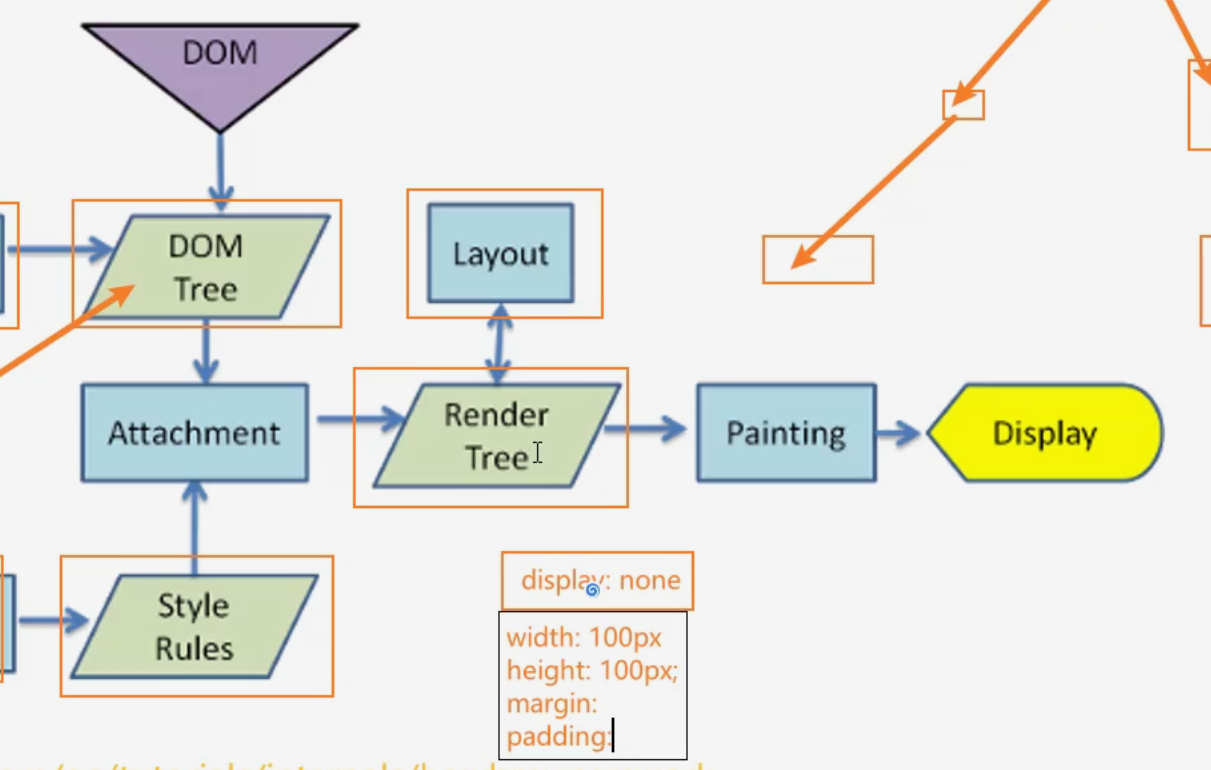 DOM
DOM
Tree
Layout
Attachment
Render
Tree
Painting
Display
Style
Rules
display: none
width: 100px
height: 100px;
margin:
padding: